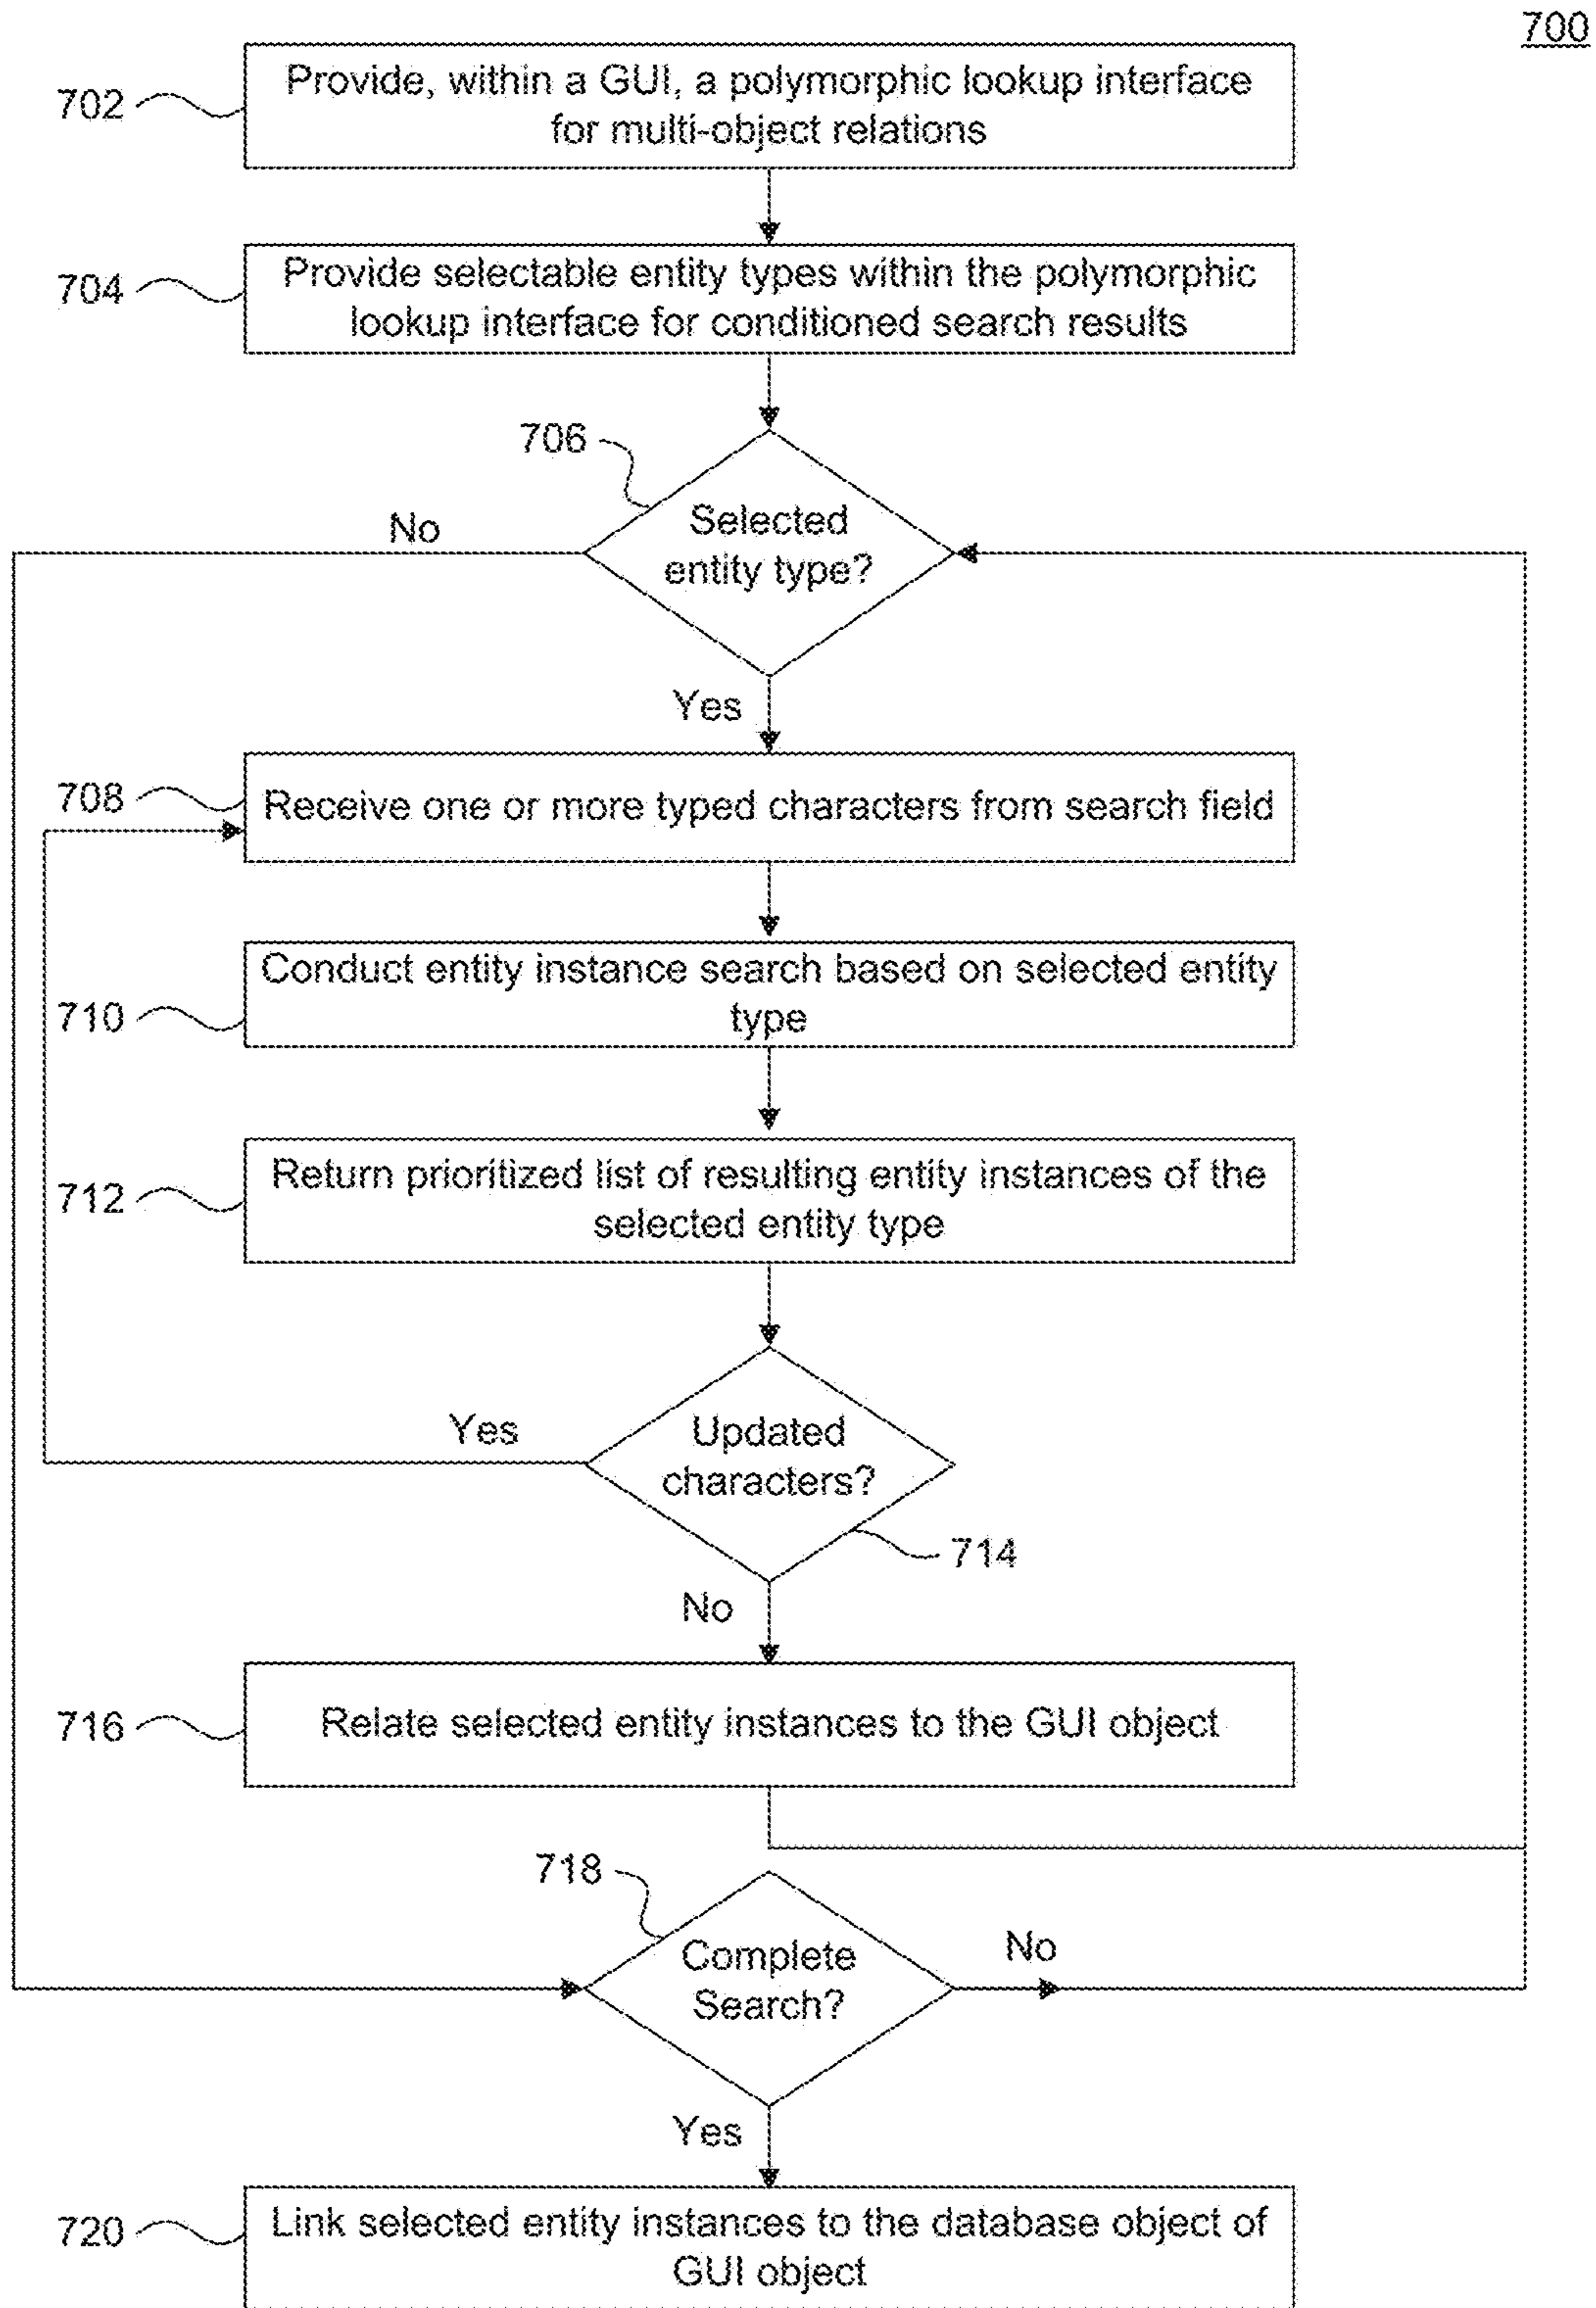 700
702
Provide, within a GUI, a polymorphic lookup interface
for multi-object relations
704
Provide selectable entity types within the polymorphic
lookup interface for conditioned search results
706
Selected
entity type?
No
Yes
708
Receive one or more typed characters from search field
710
Conduct entity instance search based on selected entity
type
712
Return prioritized list of resulting entity instances of the
selected entity type
Yes
Updated
characters?
714
No
716
Relate selected entity instances to the GUI object
718
Complete
Search?
No
Yes
720
Link selected entity instances to the database object of
GUI object